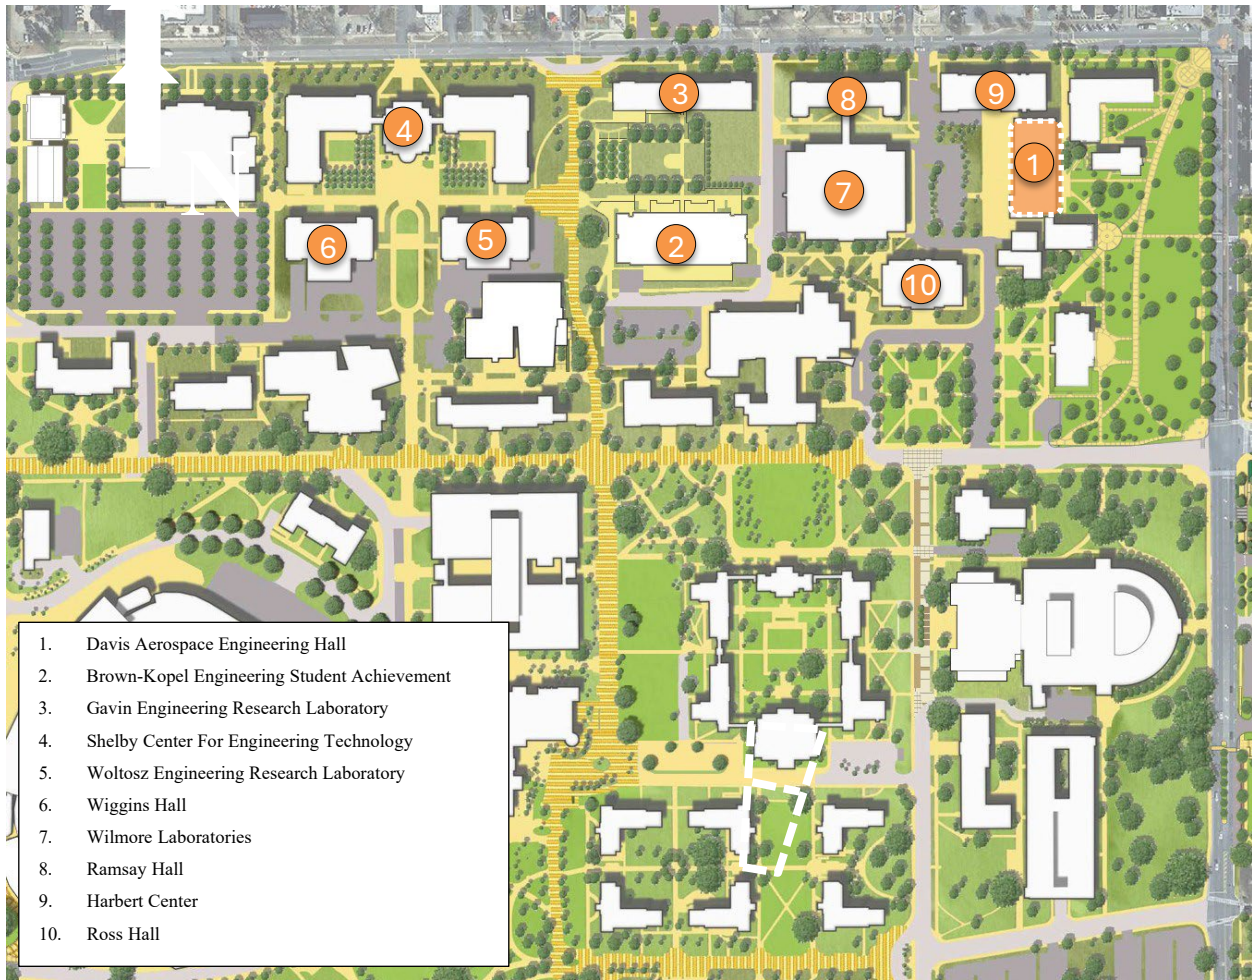 N
3
8
9
4
1
7
6
5
2
10
1. Davis Aerospace Engineering Hall
2. Brown-Kopel Engineering Student Achievement
3. Gavin Engineering Research Laboratory
4. Shelby Center For Engineering Technology
5. Woltosz Engineering Research Laboratory
6. Wiggins Hall
7. Wilmore Laboratories
8. Ramsay Hall
9. Harbert Center
10. Ross Hall